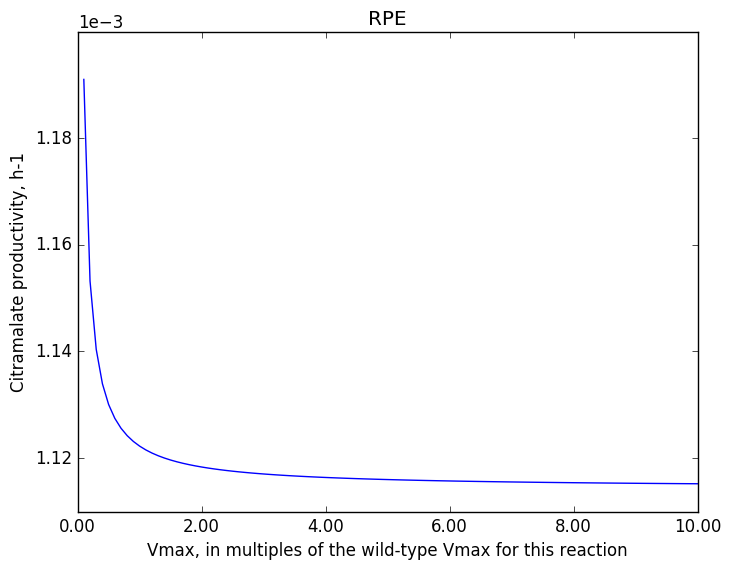 RPE
1e−3
1.18
1.16
1.14
1.12
0.00 2.00 4.00 6.00 8.00 10.00
Citramalate productivity, h-1
Vmax, in multiples of the wild-type Vmax for this reaction